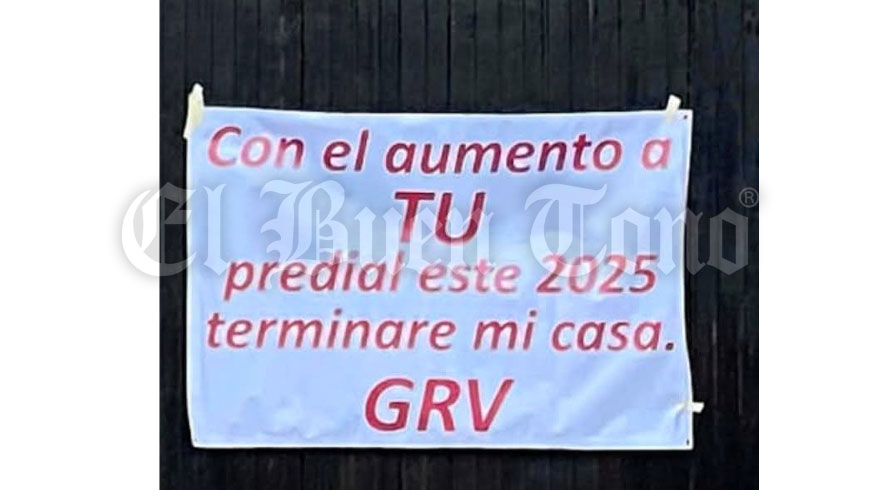 Con el aumento a
TU
El Buen Tono®
predial este 2025
terminare mi casa.
GRV